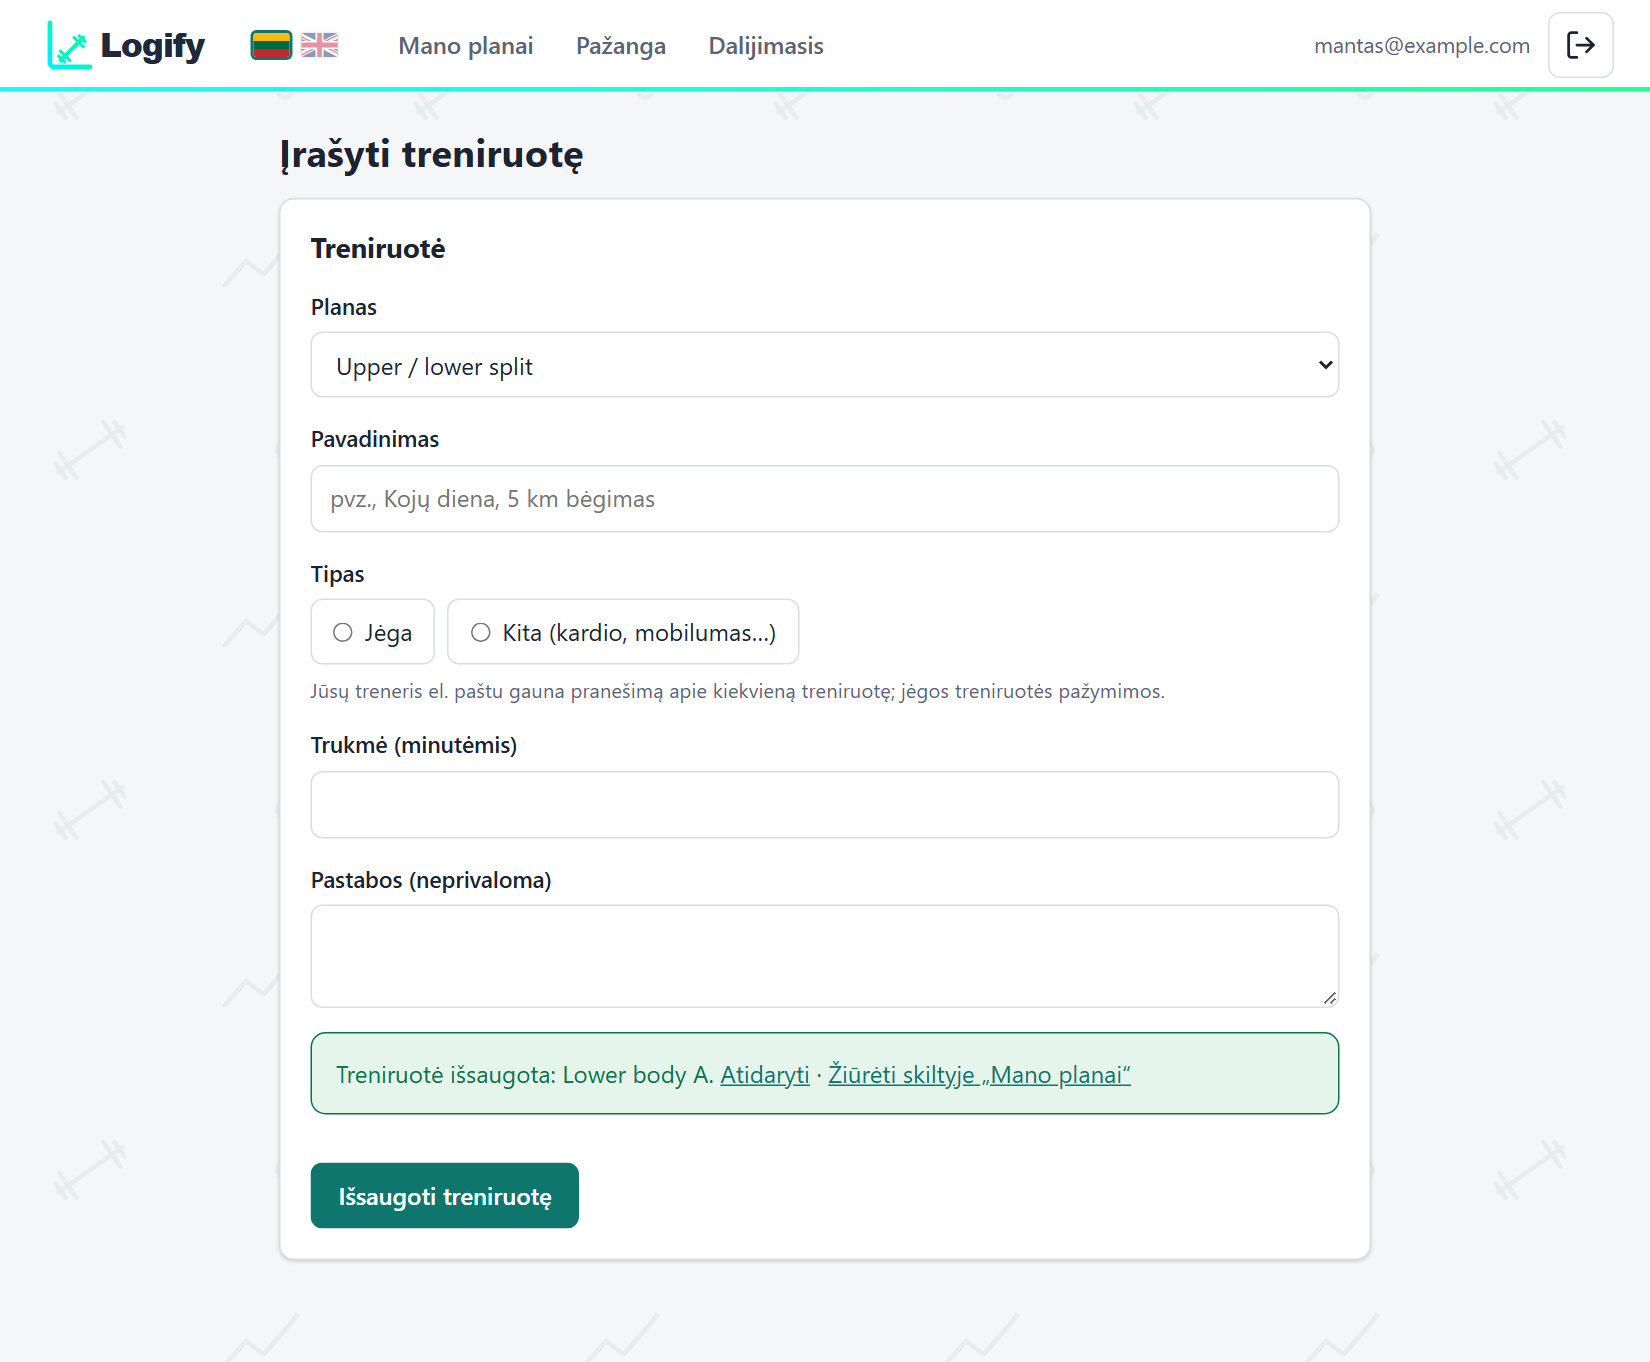 Logify
Mano planai
Pažanga
Dalijimasis
mantas@example.com
Įrašyti treniruotę
Treniruotė
Planas
Upper / lower split
Pavadinimas
pvz., Kojų diena, 5 km bėgimas
Tipas
Jėga
Kita (kardio, mobilumas...)
Jūsų treneris el. paštu gauna pranešimą apie kiekvieną treniruotę; jėgos treniruotės pažymimos.
Trukmė (minutėmis)
Pastabos (neprivaloma)
Treniruotė išsaugota: Lower body A. Atidaryti · Žiūrėti skiltyje „Mano planai“
Išsaugoti treniruotę